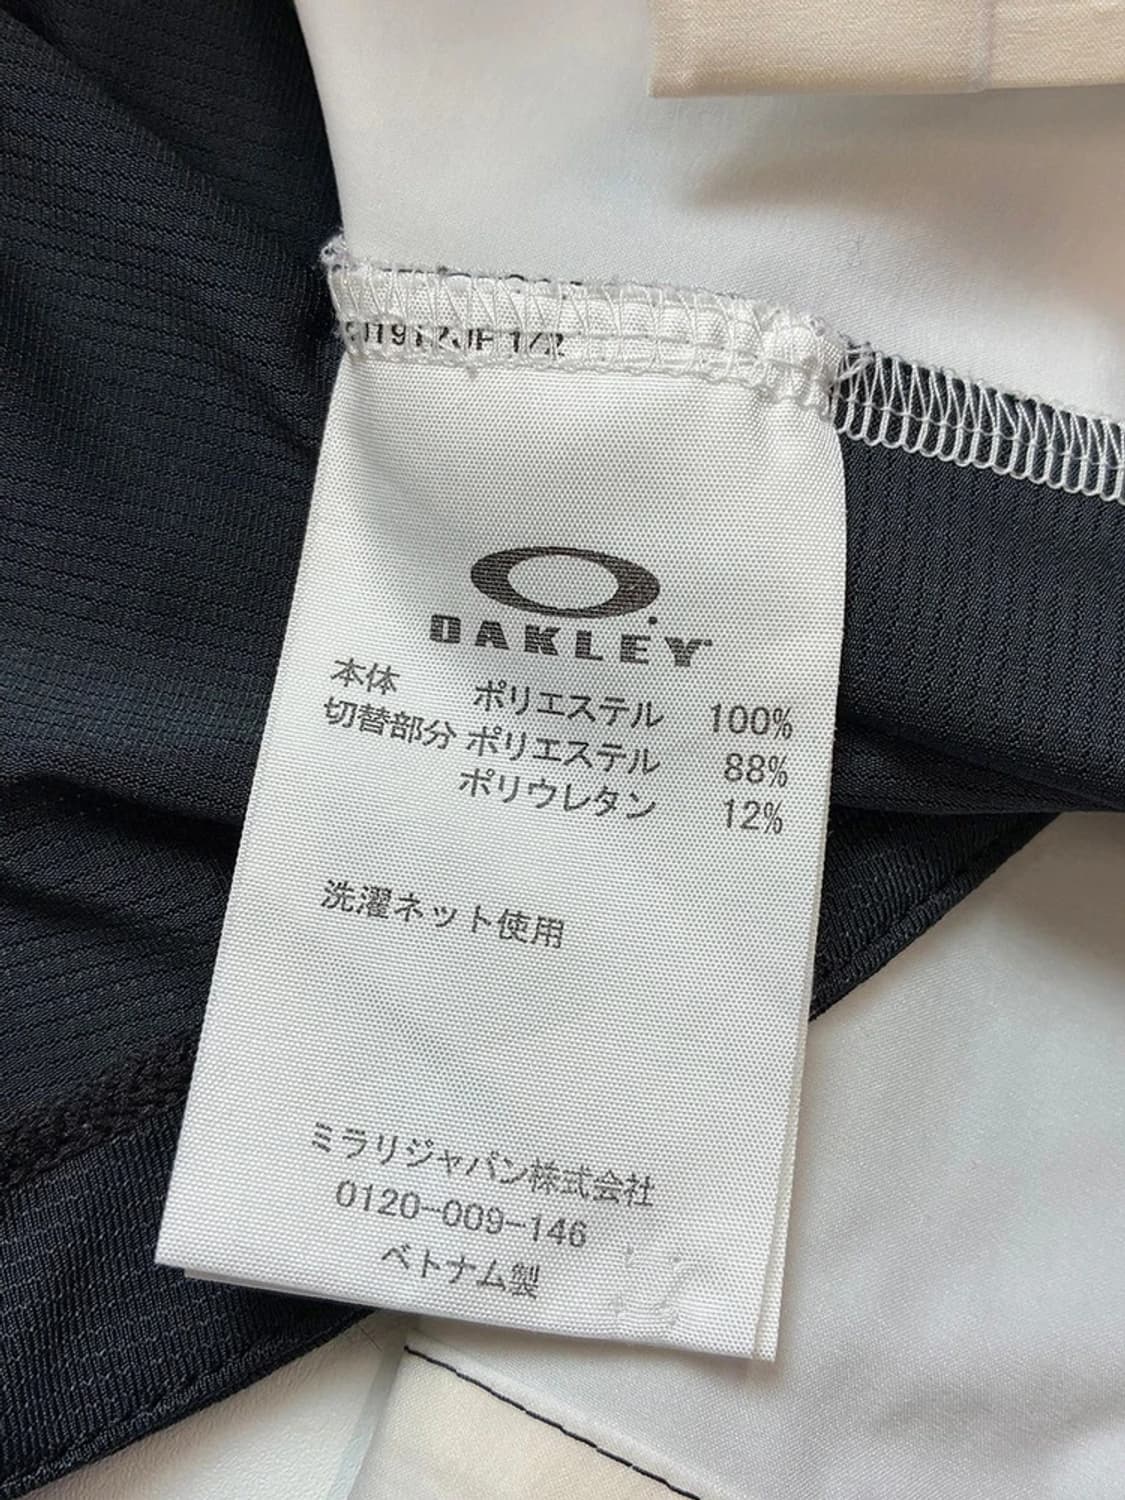 OAKLEY
本体 ポリエステル 100%
切替部分 ポリエステル 88%
ポリウレタン 12%
洗濯ネット使用
ミラリジャパン株式会社
0120-009-146
ベトナム製